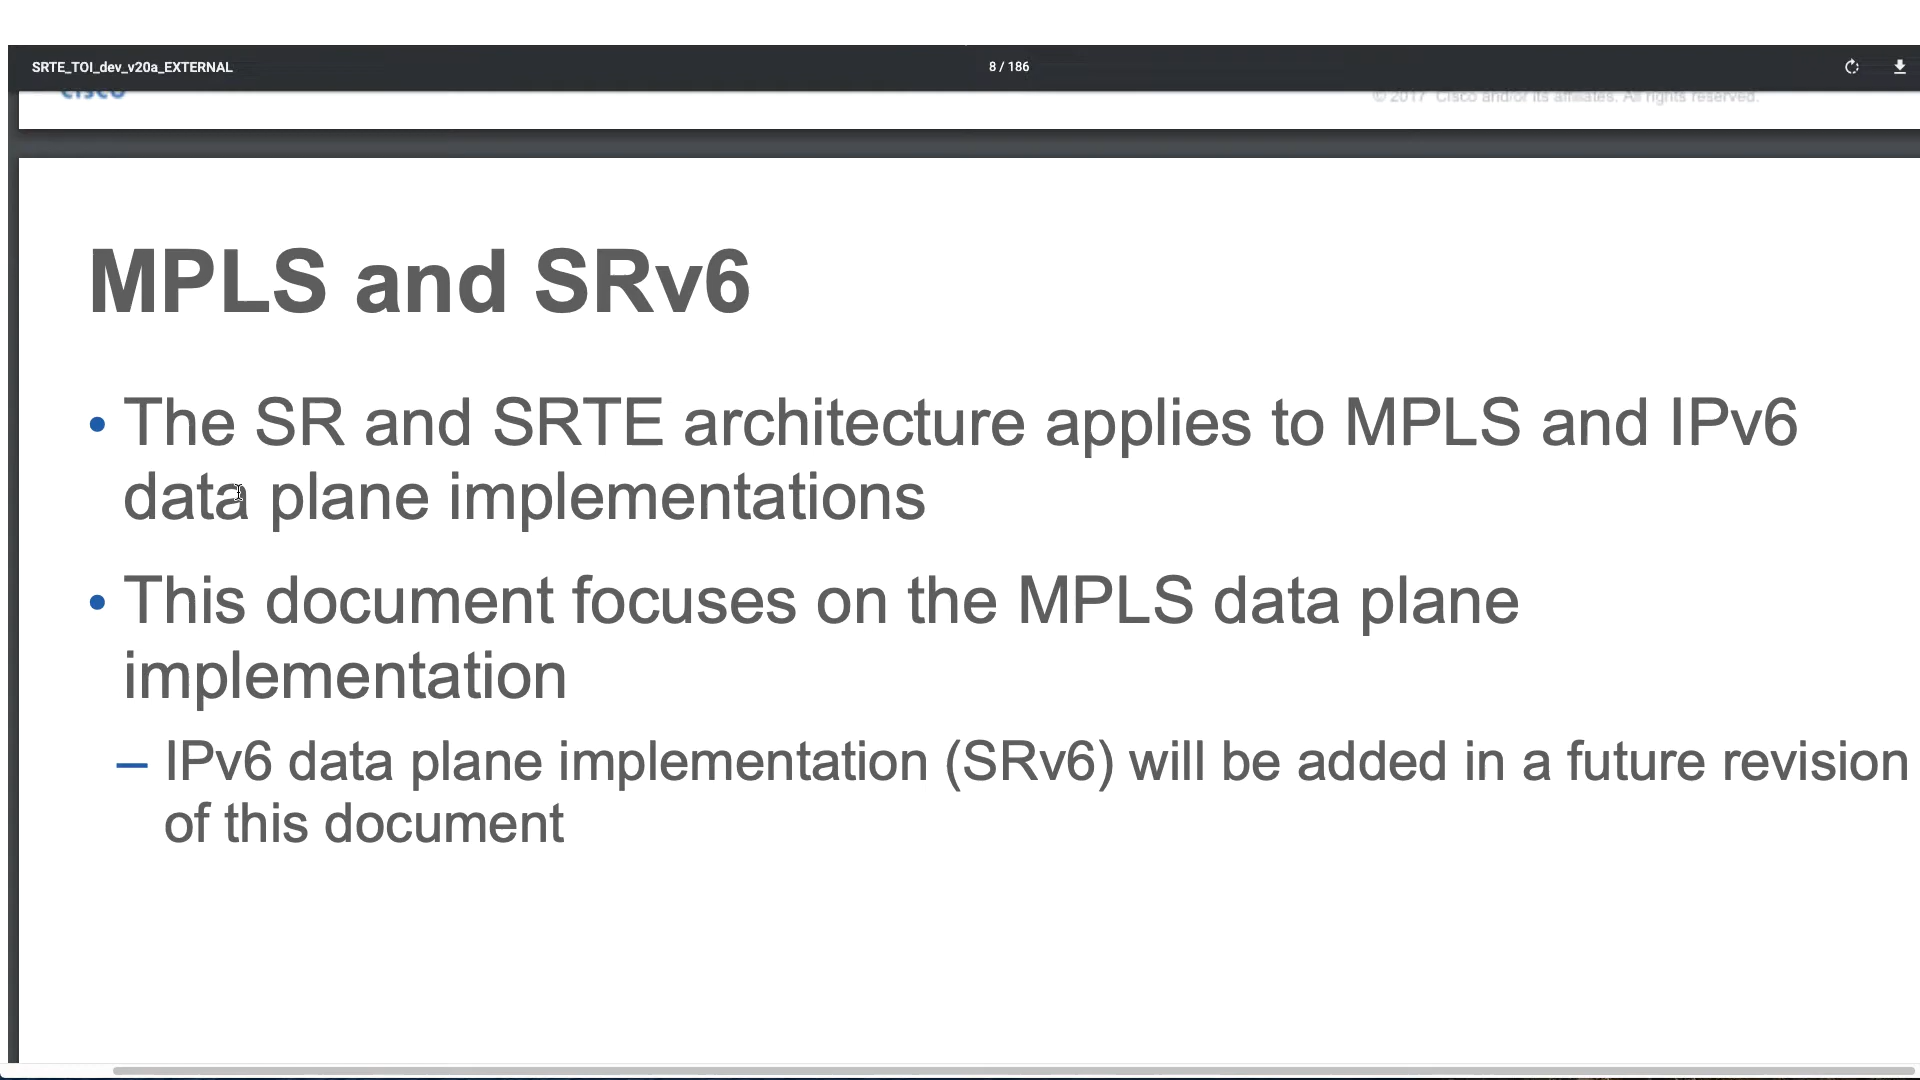 SRTE_TOI_dev_v20a_EXTERNAL
8 / 186
cisco
© 2017 Cisco and/or its affiliates. All rights reserved.
MPLS and SRv6
• The SR and SRTE architecture applies to MPLS and IPv6
data plane implementations
• This document focuses on the MPLS data plane
implementation
– IPv6 data plane implementation (SRv6) will be added in a future revision
of this document